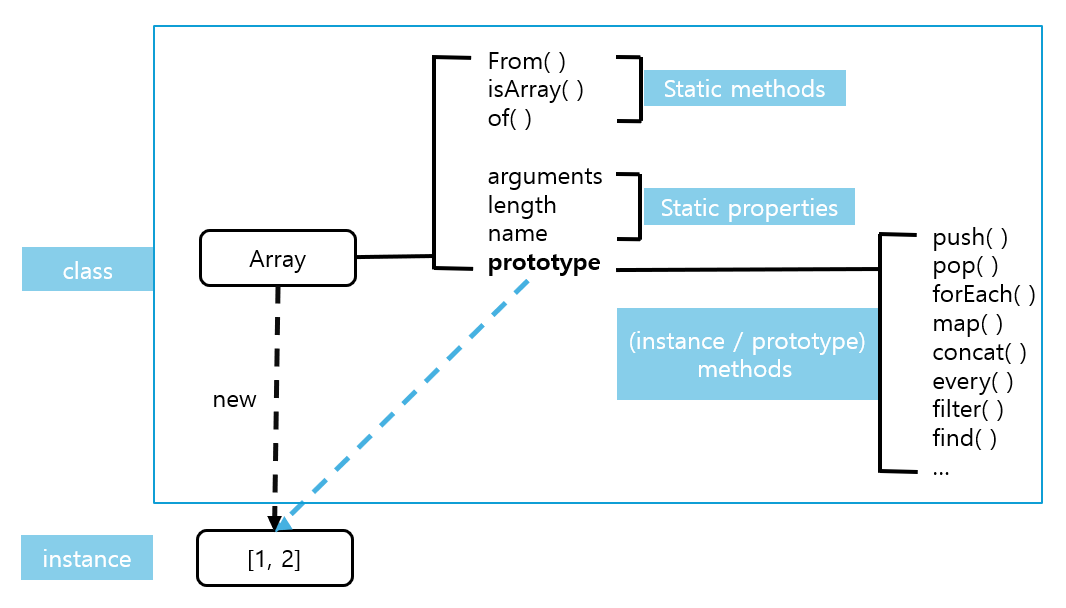 From( )
isArray( )
of( )
Static methods
arguments
length
name
prototype
Static properties
class
Array
push( )
pop( )
forEach( )
map( )
concat( )
every( )
filter( )
find( )
...
(instance / prototype)
methods
new
instance
[1, 2]